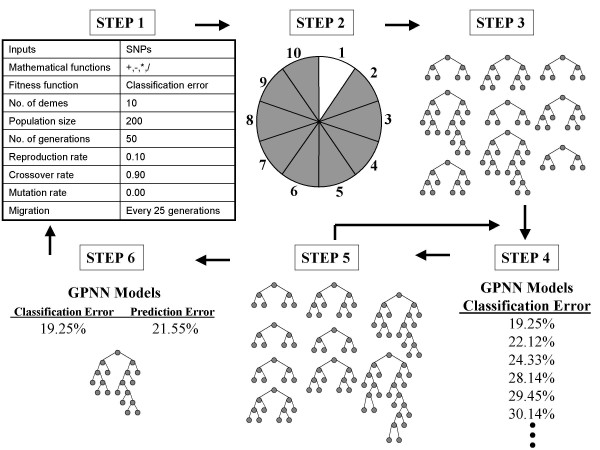 STEP 1
Inputs SNPs
Mathematical functions +,-,*,/
Fitness function Classification error
No. of demes 10
Population size 200
No. of generations 50
Reproduction rate 0.10
Crossover rate 0.90
Mutation rate 0.00
Migration Every 25 generations
STEP 2
1
2
3
4
5
6
7
8
9
10
STEP 3
STEP 4
GPNN Models
Classification Error
19.25%
22.12%
24.33%
28.14%
29.45%
30.14%
STEP 5
STEP 6
GPNN Models
Classification Error Prediction Error
19.25% 21.55%